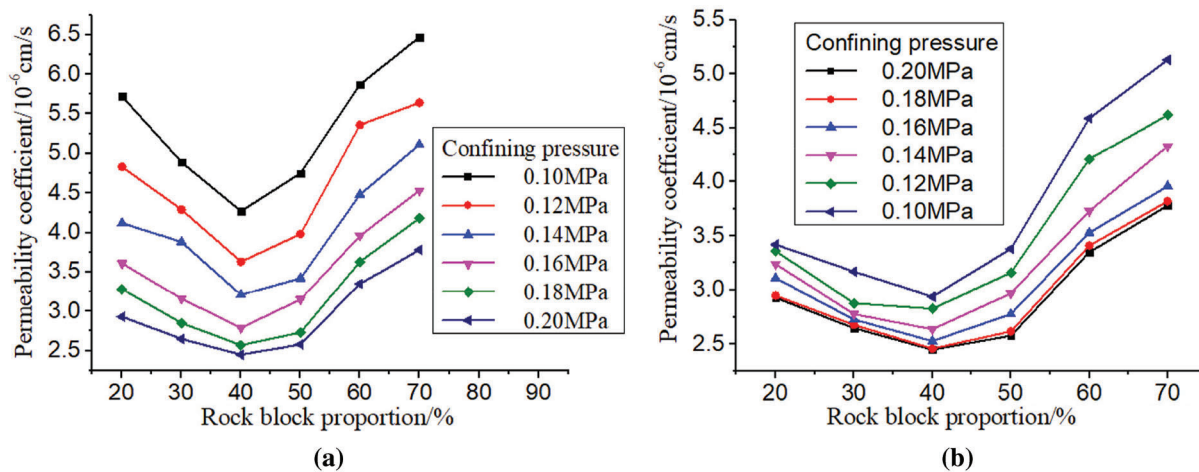 Permeability coefficient/10⁻⁶cm/s
6.5
6.0
5.5
5.0
4.5
4.0
3.5
3.0
2.5
Confining pressure
0.10MPa
0.12MPa
0.14MPa
0.16MPa
0.18MPa
0.20MPa
20 30 40 50 60 70 80 90
Rock block proportion/%
(a)
Permeability coefficient/10⁻⁶cm/s
5.5
5.0
4.5
4.0
3.5
3.0
2.5
Confining pressure
0.20MPa
0.18MPa
0.16MPa
0.14MPa
0.12MPa
0.10MPa
20 30 40 50 60 70
Rock block proportion/%
(b)